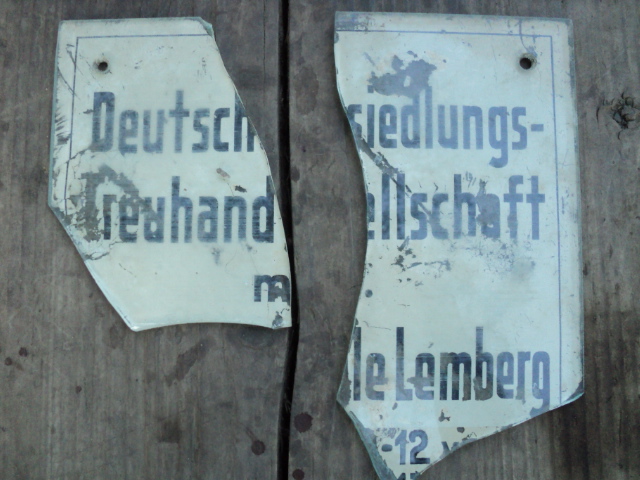 Deutsch siedlungs-
Treuhand ellschaft
m
le Lemberg
-12